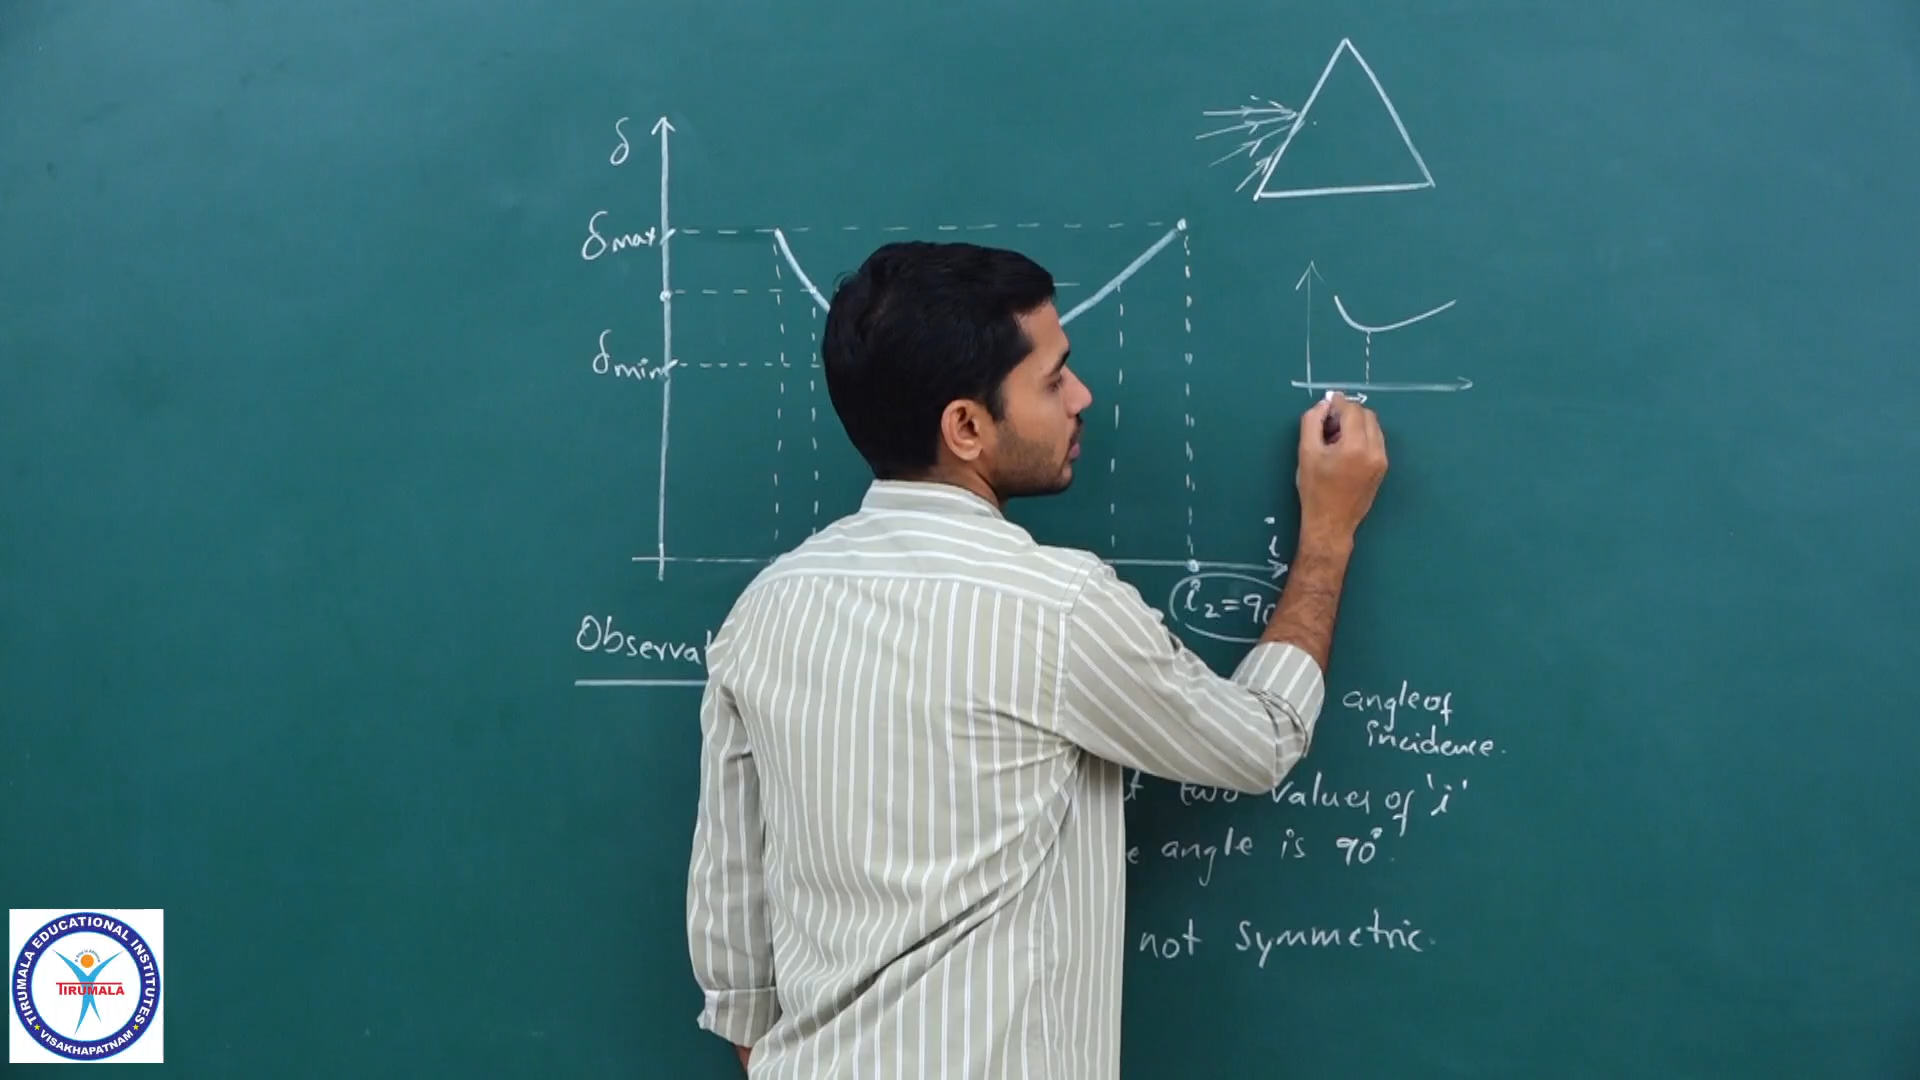 δ
δmax
δmin
i
i
i₂=90
Observat
angle of
incidence.
two values of 'i'
angle is 90°.
not symmetric.
TIRUMALA EDUCATIONAL INSTITUTES
TIRUMALA
VISAKHAPATNAM